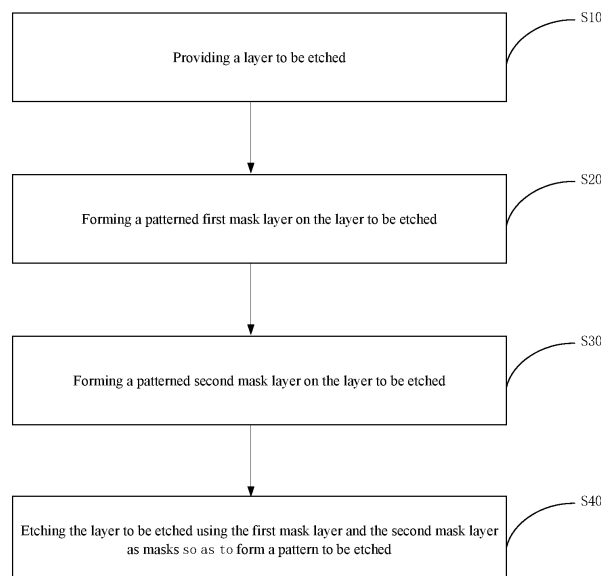 S10
Providing a layer to be etched
S20
Forming a patterned first mask layer on the layer to be etched
S30
Forming a patterned second mask layer on the layer to be etched
S40
Etching the layer to be etched using the first mask layer and the second mask layer
as masks so as to form a pattern to be etched